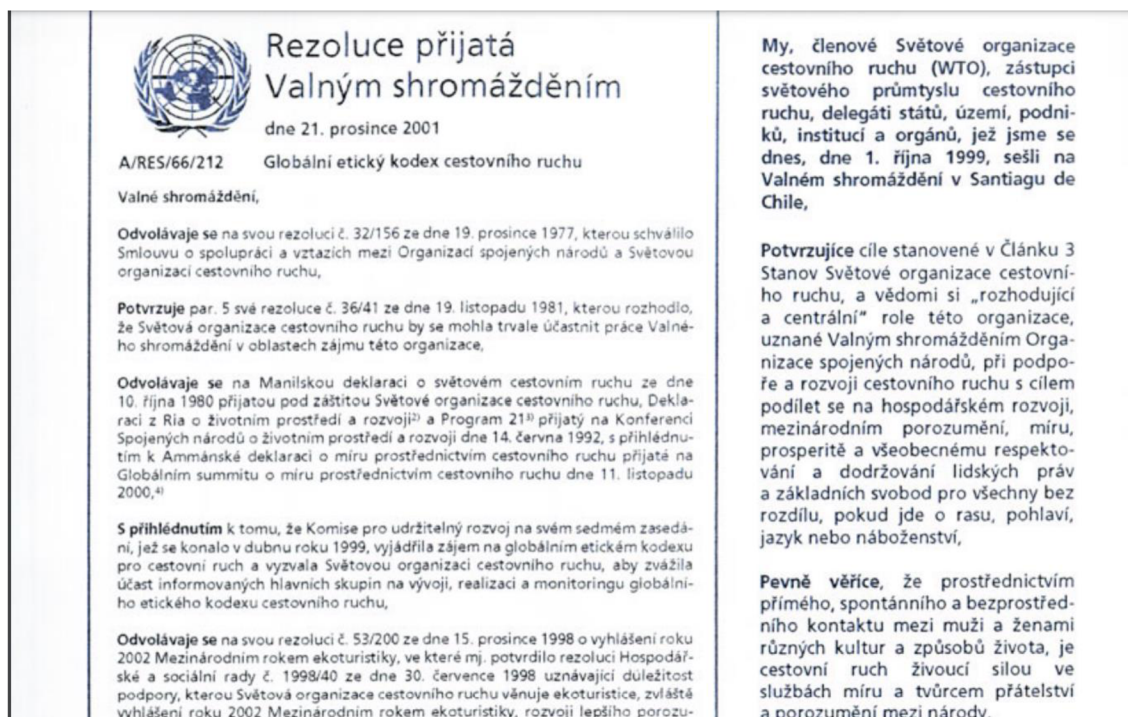 Rezoluce přijatá
Valným shromážděním
dne 21. prosince 2001
A/RES/66/212 Globální etický kodex cestovního ruchu
Valné shromáždění,
Odvolávaje se na svou rezoluci č. 32/156 ze dne 19. prosince 1977, kterou schválilo
Smlouvu o spolupráci a vztazích mezi Organizací spojených národů a Světovou
organizací cestovního ruchu,
Potvrzuje par. 5 své rezoluce č. 36/41 ze dne 19. listopadu 1981, kterou rozhodlo,
že Světová organizace cestovního ruchu by se mohla trvale účastnit práce Valné-
ho shromáždění v oblastech zájmu této organizace,
Odvolávaje se na Manilskou deklaraci o světovém cestovním ruchu ze dne
10. října 1980 přijatou pod záštitou Světové organizace cestovního ruchu, Dekla-
raci z Ria o životním prostředí a rozvoji²⁾ a Program 21³⁾ přijatý na Konferenci
Spojených národů o životním prostředí a rozvoji dne 14. června 1992, s přihlédnu-
tím k Ammánské deklaraci o míru prostřednictvím cestovního ruchu přijaté na
Globálním summitu o míru prostřednictvím cestovního ruchu dne 11. listopadu
2000,⁴⁾
S přihlédnutím k tomu, že Komise pro udržitelný rozvoj na svém sedmém zasedá-
ní, jež se konalo v dubnu roku 1999, vyjádřila zájem na globálním etickém kodexu
pro cestovní ruch a vyzvala Světovou organizaci cestovního ruchu, aby zvážila
účast informovaných hlavních skupin na vývoji, realizaci a monitoringu globální-
ho etického kodexu cestovního ruchu,
Odvolávaje se na svou rezoluci č. 53/200 ze dne 15. prosince 1998 o vyhlášení roku
2002 Mezinárodním rokem ekoturistiky, ve které mj. potvrdilo rezoluci Hospodář-
ské a sociální rady č. 1998/40 ze dne 30. července 1998 uznávající důležitost
podpory, kterou Světová organizace cestovního ruchu věnuje ekoturistice, zvláště
vyhlášení roku 2002 Mezinárodním rokem ekoturistiky, rozvoji lepšího porozu-
My, členové Světové organizace
cestovního ruchu (WTO), zástupci
světového průmtyslu cestovního
ruchu, delegáti států, území, podni-
ků, institucí a orgánů, jež jsme se
dnes, dne 1. října 1999, sešli na
Valném shromáždění v Santiagu de
Chile,
Potvrzujíce cíle stanovené v Článku 3
Stanov Světové organizace cestovní-
ho ruchu, a vědomi si „rozhodující
a centrální“ role této organizace,
uznané Valným shromážděním Orga-
nizace spojených národů, při podpo-
ře a rozvoji cestovního ruchu s cílem
podílet se na hospodářském rozvoji,
mezinárodním porozumění, míru,
prosperitě a všeobecnému respekto-
vání a dodržování lidských práv
a základních svobod pro všechny bez
rozdílu, pokud jde o rasu, pohlaví,
jazyk nebo náboženství,
Pevně věříce, že prostřednictvím
přímého, spontánního a bezprostřed-
ního kontaktu mezi muži a ženami
různých kultur a způsobů života, je
cestovní ruch živoucí silou ve
službách míru a tvůrcem přátelství
a porozumění mezi národy,